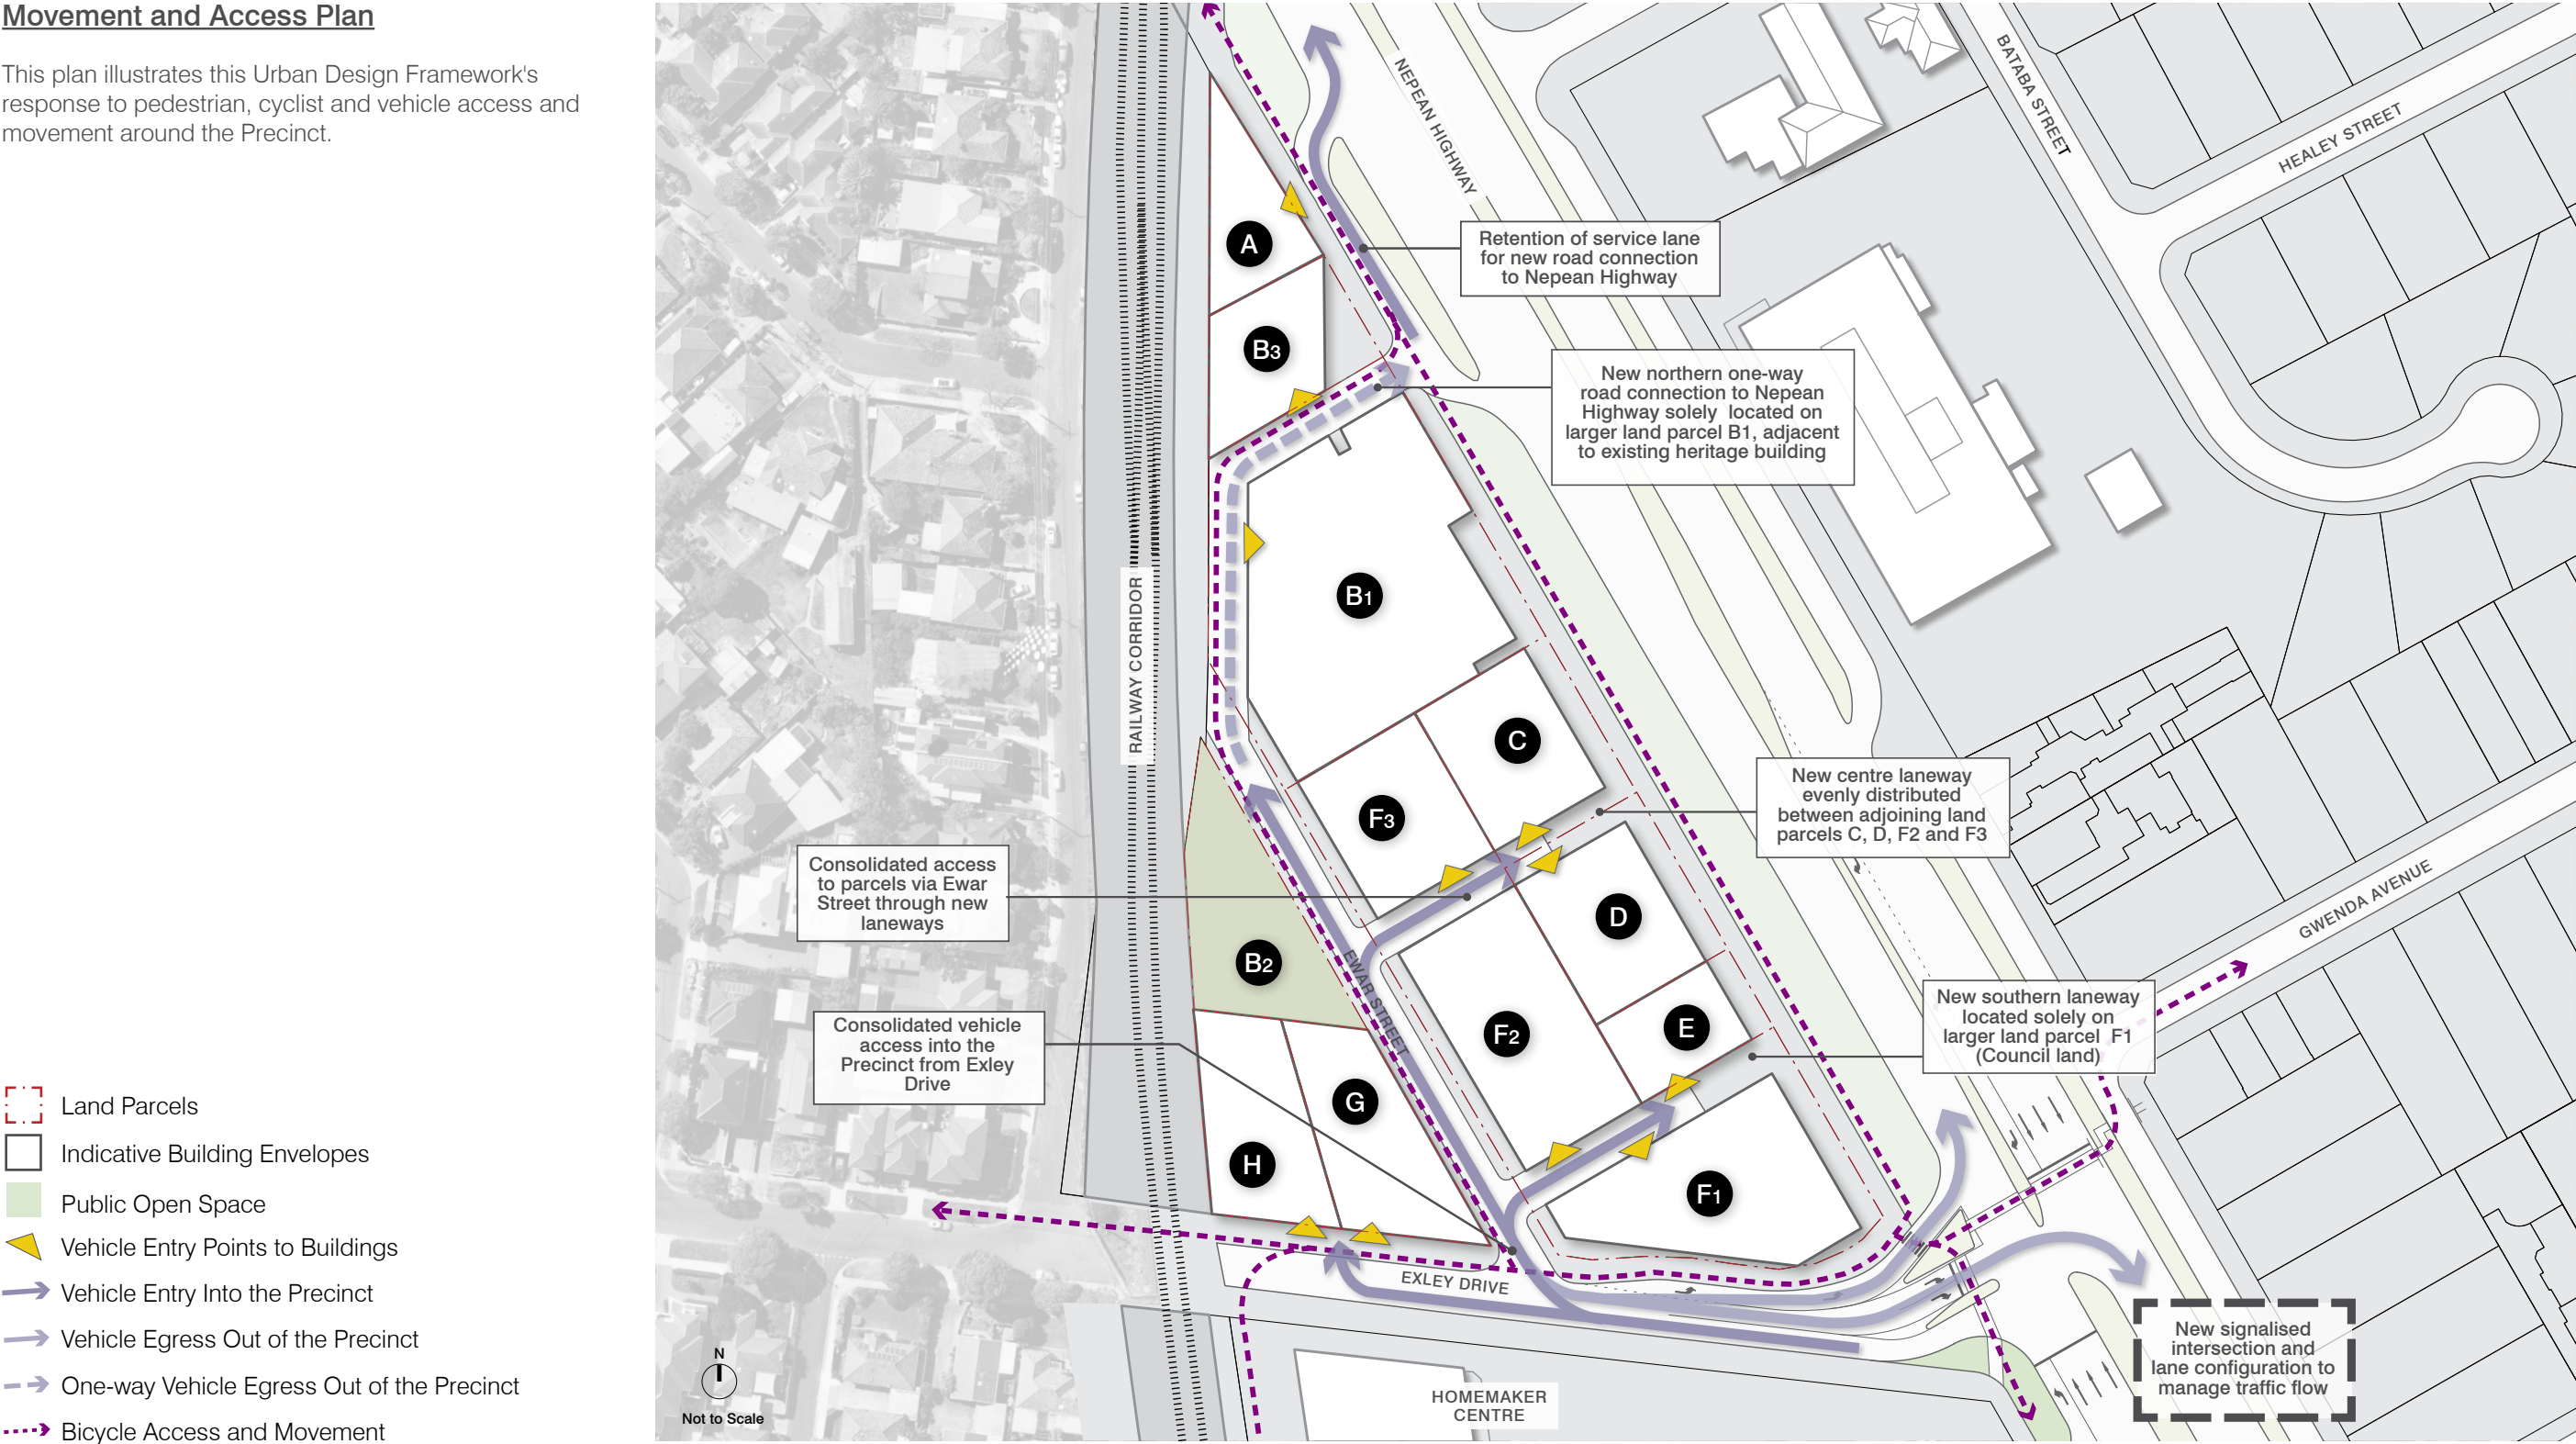 Movement and Access Plan
This plan illustrates this Urban Design Framework's
response to pedestrian, cyclist and vehicle access and
movement around the Precinct.
NEPEAN HIGHWAY
BATABA STREET
HEALEY STREET
A
Retention of service lane
for new road connection
to Nepean Highway
B3
New northern one-way
road connection to Nepean
Highway solely located on
larger land parcel B1, adjacent
to existing heritage building
B1
RAILWAY CORRIDOR
C
New centre laneway
evenly distributed
between adjoining land
parcels C, D, F2 and F3
F3
Consolidated access
to parcels via Ewar
Street through new
laneways
D
GWENDA AVENUE
B2
EWAR STREET
New southern laneway
located solely on
larger land parcel F1
(Council land)
F2
E
Consolidated vehicle
access into the
Precinct from Exley
Drive
G
H
F1
EXLEY DRIVE
New signalised
intersection and
lane configuration to
manage traffic flow
HOMEMAKER
CENTRE
N
Not to Scale
Land Parcels
Indicative Building Envelopes
Public Open Space
Vehicle Entry Points to Buildings
Vehicle Entry Into the Precinct
Vehicle Egress Out of the Precinct
One-way Vehicle Egress Out of the Precinct
Bicycle Access and Movement